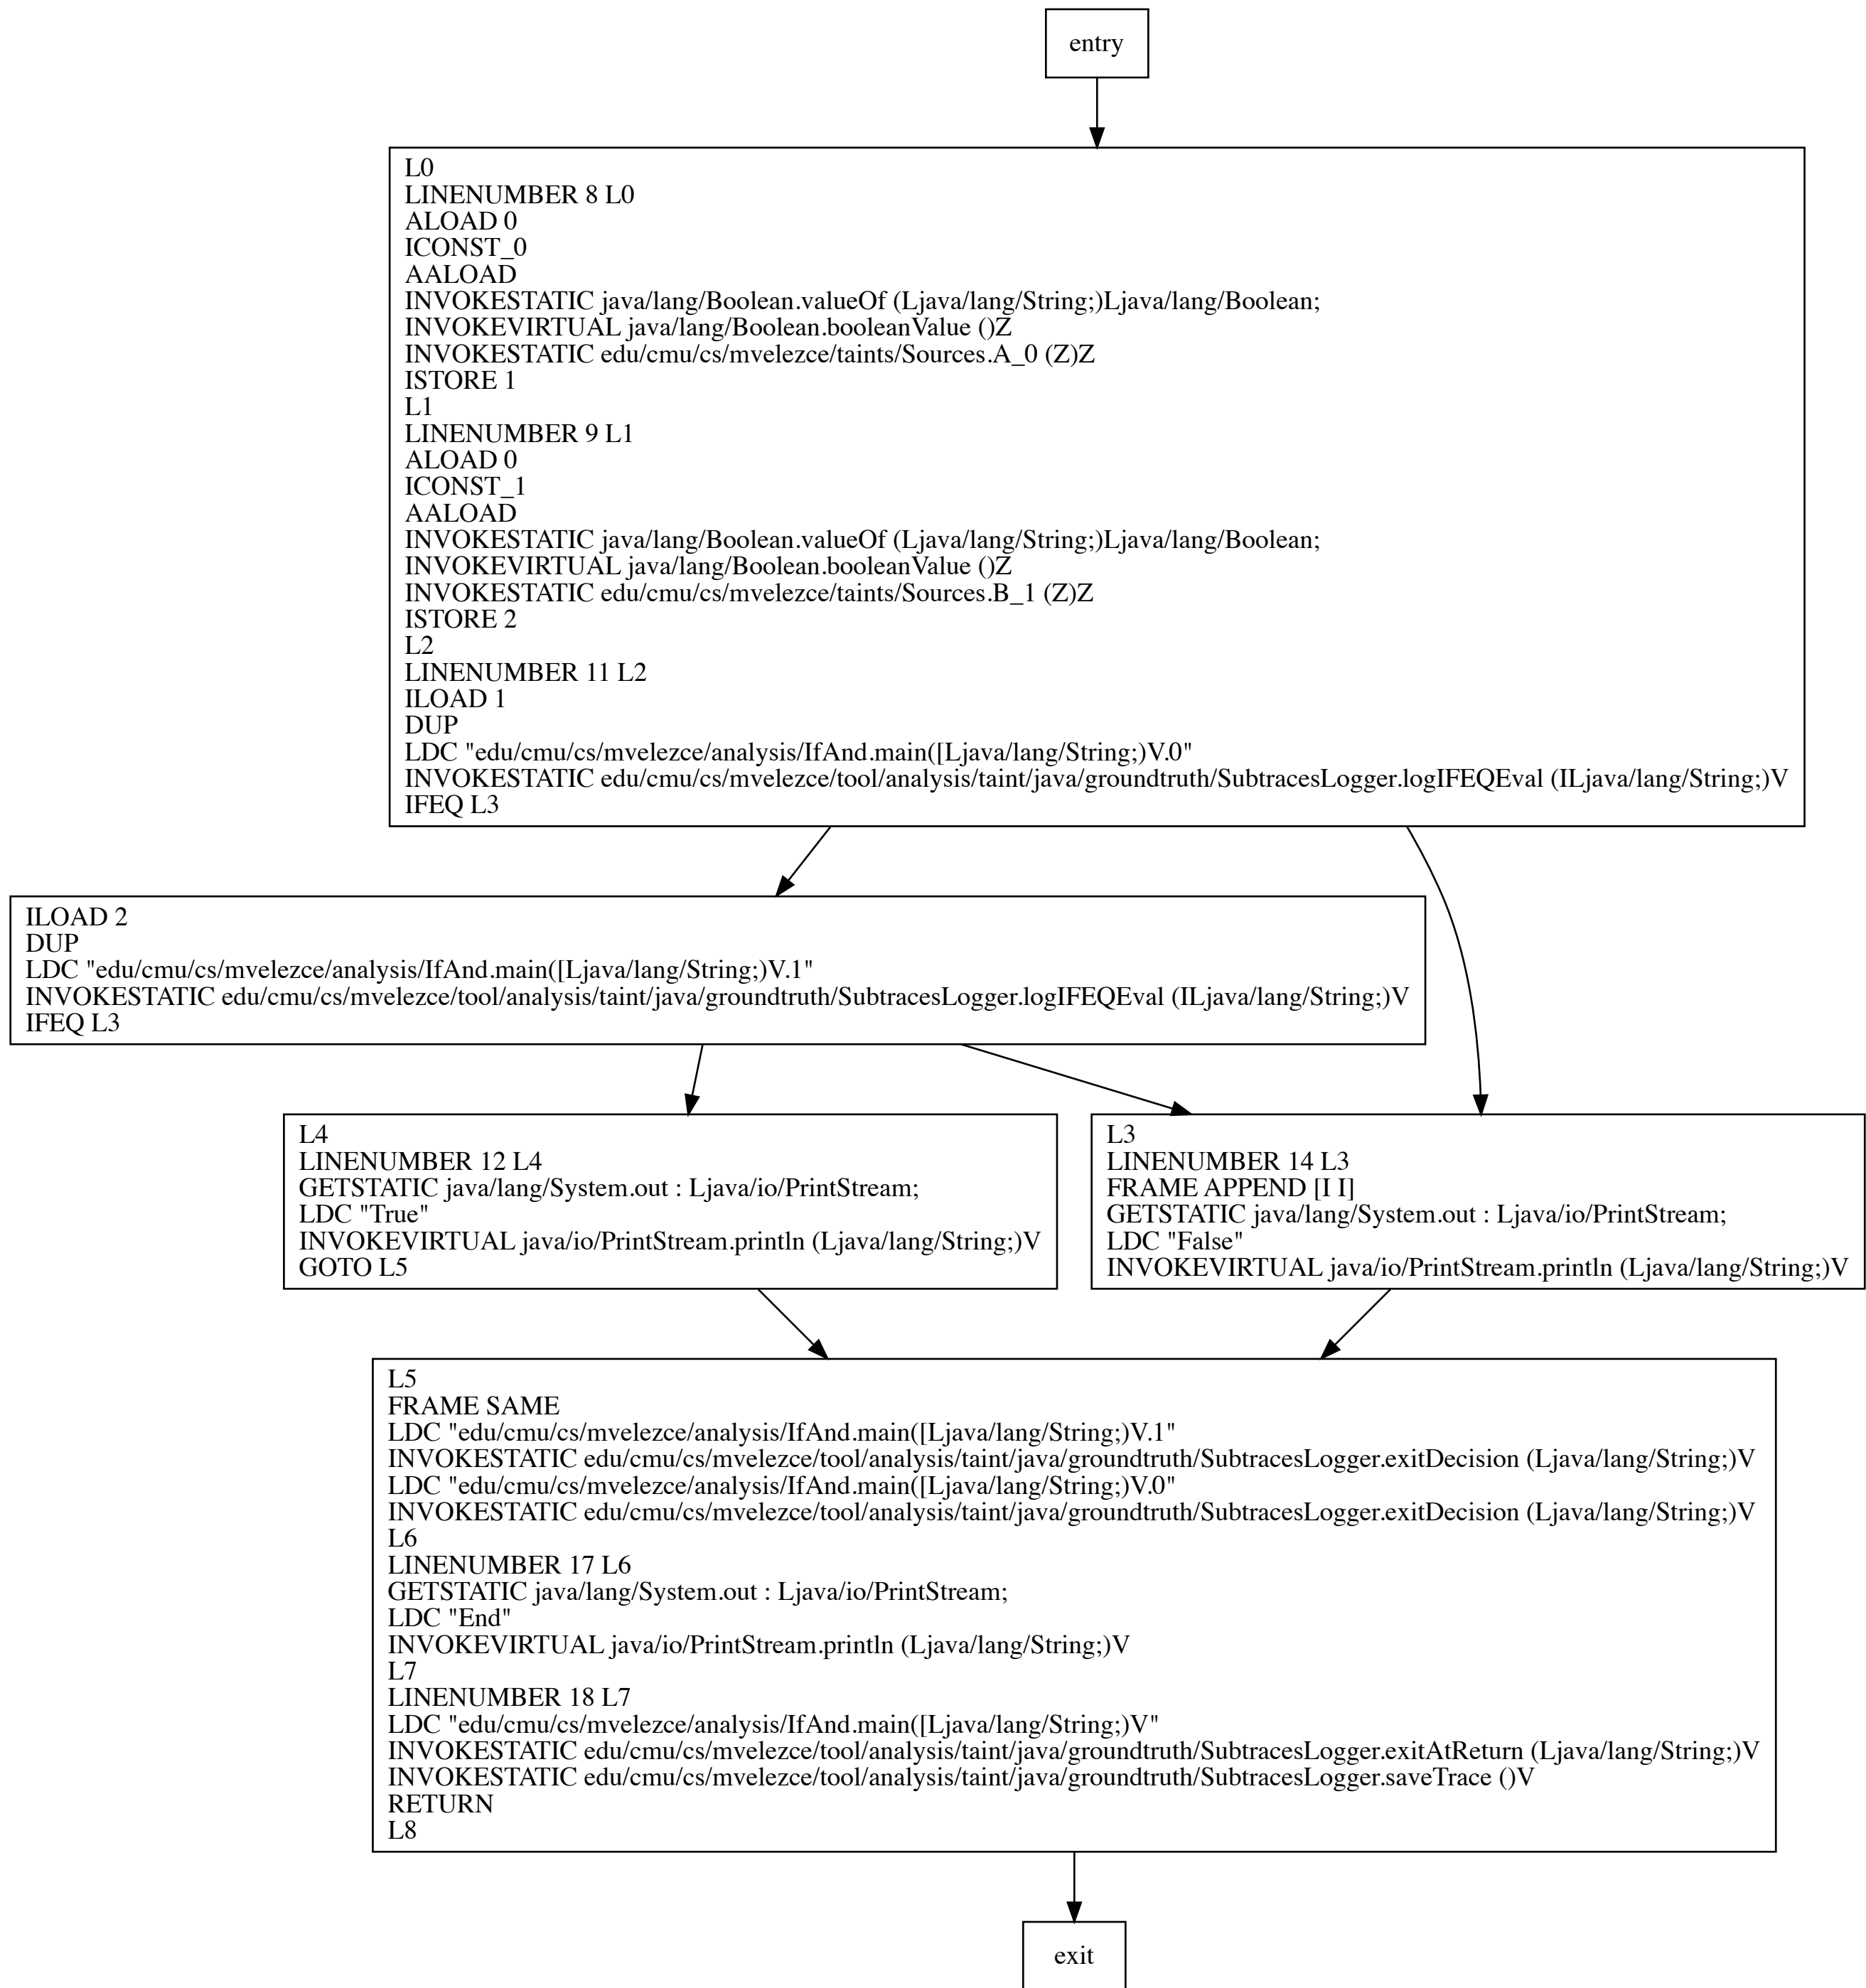 entry
L0
LINENUMBER 8 L0
ALOAD 0
ICONST_0
AALOAD
INVOKESTATIC java/lang/Boolean.valueOf (Ljava/lang/String;)Ljava/lang/Boolean;
INVOKEVIRTUAL java/lang/Boolean.booleanValue ()Z
INVOKESTATIC edu/cmu/cs/mvelezce/taints/Sources.A_0 (Z)Z
ISTORE 1
L1
LINENUMBER 9 L1
ALOAD 0
ICONST_1
AALOAD
INVOKESTATIC java/lang/Boolean.valueOf (Ljava/lang/String;)Ljava/lang/Boolean;
INVOKEVIRTUAL java/lang/Boolean.booleanValue ()Z
INVOKESTATIC edu/cmu/cs/mvelezce/taints/Sources.B_1 (Z)Z
ISTORE 2
L2
LINENUMBER 11 L2
ILOAD 1
DUP
LDC "edu/cmu/cs/mvelezce/analysis/IfAnd.main([Ljava/lang/String;)V.0"
INVOKESTATIC edu/cmu/cs/mvelezce/tool/analysis/taint/java/groundtruth/SubtracesLogger.logIFEQEval (ILjava/lang/String;)V
IFEQ L3
ILOAD 2
DUP
LDC "edu/cmu/cs/mvelezce/analysis/IfAnd.main([Ljava/lang/String;)V.1"
INVOKESTATIC edu/cmu/cs/mvelezce/tool/analysis/taint/java/groundtruth/SubtracesLogger.logIFEQEval (ILjava/lang/String;)V
IFEQ L3
L4
LINENUMBER 12 L4
GETSTATIC java/lang/System.out : Ljava/io/PrintStream;
LDC "True"
INVOKEVIRTUAL java/io/PrintStream.println (Ljava/lang/String;)V
GOTO L5
L3
LINENUMBER 14 L3
FRAME APPEND [I I]
GETSTATIC java/lang/System.out : Ljava/io/PrintStream;
LDC "False"
INVOKEVIRTUAL java/io/PrintStream.println (Ljava/lang/String;)V
L5
FRAME SAME
LDC "edu/cmu/cs/mvelezce/analysis/IfAnd.main([Ljava/lang/String;)V.1"
INVOKESTATIC edu/cmu/cs/mvelezce/tool/analysis/taint/java/groundtruth/SubtracesLogger.exitDecision (Ljava/lang/String;)V
LDC "edu/cmu/cs/mvelezce/analysis/IfAnd.main([Ljava/lang/String;)V.0"
INVOKESTATIC edu/cmu/cs/mvelezce/tool/analysis/taint/java/groundtruth/SubtracesLogger.exitDecision (Ljava/lang/String;)V
L6
LINENUMBER 17 L6
GETSTATIC java/lang/System.out : Ljava/io/PrintStream;
LDC "End"
INVOKEVIRTUAL java/io/PrintStream.println (Ljava/lang/String;)V
L7
LINENUMBER 18 L7
LDC "edu/cmu/cs/mvelezce/analysis/IfAnd.main([Ljava/lang/String;)V"
INVOKESTATIC edu/cmu/cs/mvelezce/tool/analysis/taint/java/groundtruth/SubtracesLogger.exitAtReturn (Ljava/lang/String;)V
INVOKESTATIC edu/cmu/cs/mvelezce/tool/analysis/taint/java/groundtruth/SubtracesLogger.saveTrace ()V
RETURN
L8
exit